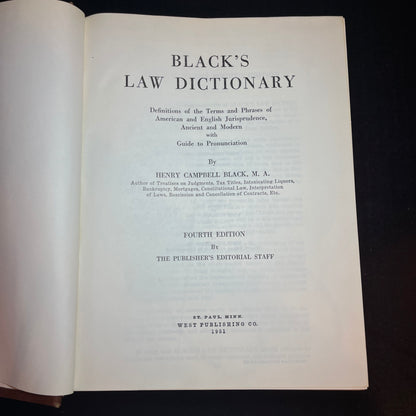 BLACK'S
LAW DICTIONARY
Definitions of the Terms and Phrases of
American and English Jurisprudence,
Ancient and Modern
with
Guide to Pronunciation
By
HENRY CAMPBELL BLACK, M. A.
Author of Treatises on Judgments, Tax Titles, Intoxicating Liquors,
Bankruptcy, Mortgages, Constitutional Law, Interpretation
of Laws, Rescission and Cancellation of Contracts, Etc.
FOURTH EDITION
By
THE PUBLISHER'S EDITORIAL STAFF
ST. PAUL, MINN.
WEST PUBLISHING CO.
1951